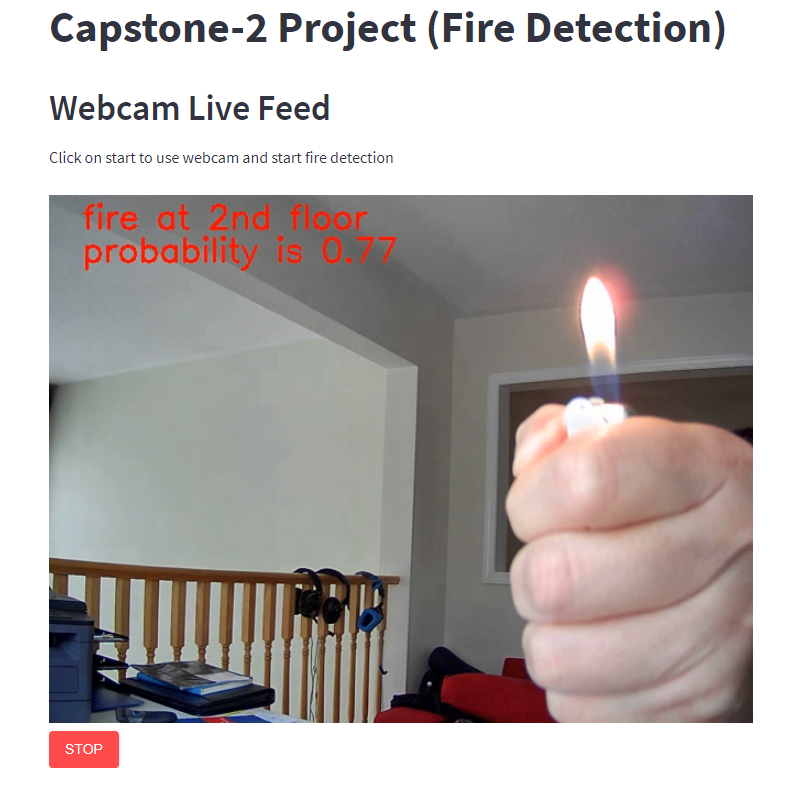 Capstone-2 Project (Fire Detection)
Webcam Live Feed
Click on start to use webcam and start fire detection
fire at 2nd floor
probability is 0.77
STOP